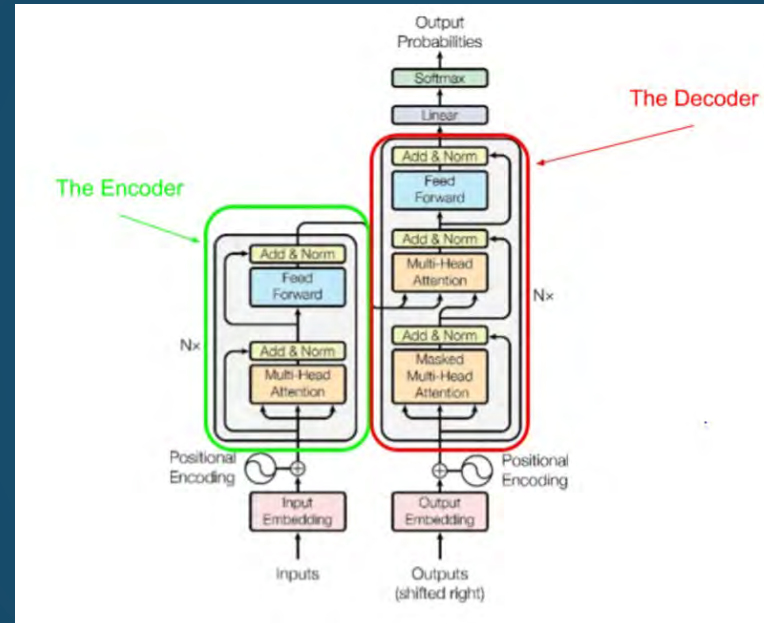 Output
Probabilities
Softmax
Linear
The Decoder
Add & Norm
Feed
Forward
The Encoder
Add & Norm
Multi-Head
Attention
Add & Norm
Feed
Forward
Nx
Nx
Add & Norm
Multi-Head
Attention
Add & Norm
Masked
Multi-Head
Attention
Positional
Encoding
Positional
Encoding
Input
Embedding
Output
Embedding
Inputs
Outputs
(shifted right)